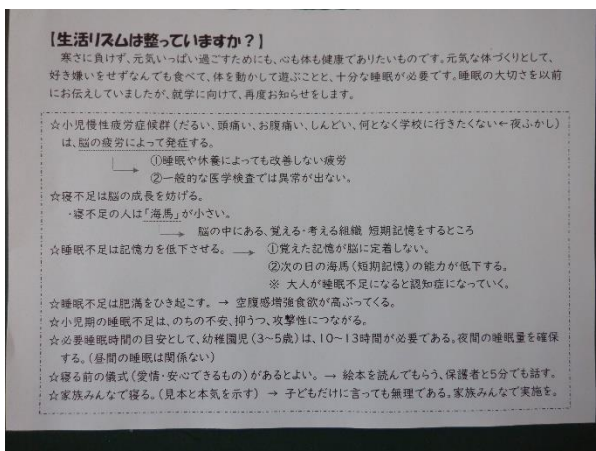 【生活リズムは整っていますか？】
寒さに負けず、元気いっぱい過ごすためにも、心も体も健康でありたいものです。元気な体づくりとして、
好き嫌いをせずなんでも食べて、体を動かして遊ぶことと、十分な睡眠が必要です。睡眠の大切さを以前
にお伝えしていましたが、就学に向けて、再度お知らせをします。
☆小児慢性疲労症候群（だるい、頭痛い、お腹痛い、しんどい、何となく学校に行きたくない←夜ふかし）
は、脳の疲労によって発症する。
①睡眠や休養によっても改善しない疲労
②一般的な医学検査では異常が出ない。
☆寝不足は脳の成長を妨げる。
・寝不足の人は「海馬」が小さい。
脳の中にある、覚える・考える組織 短期記憶をするところ
☆睡眠不足は記憶力を低下させる。 → ①覚えた記憶が脳に定着しない。
②次の日の海馬（短期記憶）の能力が低下する。
※ 大人が睡眠不足になると認知症になっていく。
☆睡眠不足は肥満をひき起こす。 → 空腹感増強食欲が高ぶってくる。
☆小児期の睡眠不足は、のちの不安、抑うつ、攻撃性につながる。
☆必要睡眠時間の目安として、幼稚園児（3～5歳）は、10～13時間が必要である。夜間の睡眠量を確保
する。（昼間の睡眠は関係ない）
☆寝る前の儀式（愛情・安心できるもの）があるとよい。 → 絵本を読んでもらう、保護者と5分でも話す。
☆家族みんなで寝る。（見本と本気を示す） → 子どもだけに言っても無理である。家族みんなで実施を。